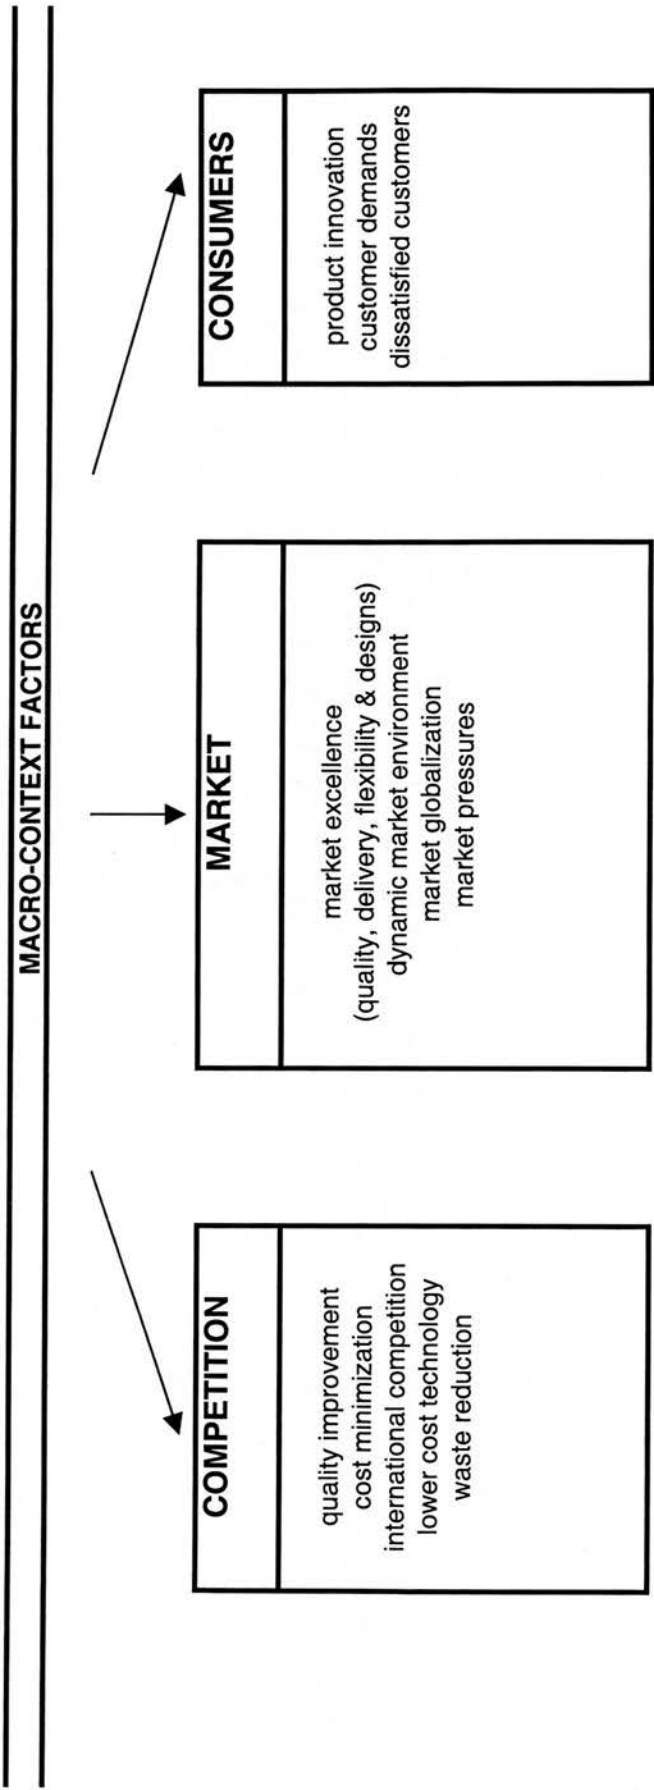 MACRO-CONTEXT FACTORS
COMPETITION
quality improvement
cost minimization
international competition
lower cost technology
waste reduction
MARKET
market excellence
(quality, delivery, flexibility & designs)
dynamic market environment
market globalization
market pressures
CONSUMERS
product innovation
customer demands
dissatisfied customers